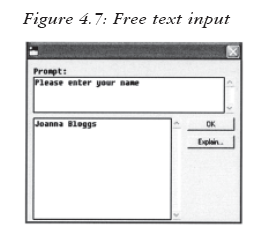 Figure 4.7: Free text input
Prompt:
Please enter your name
Joanna Bloggs
OK
Explain..